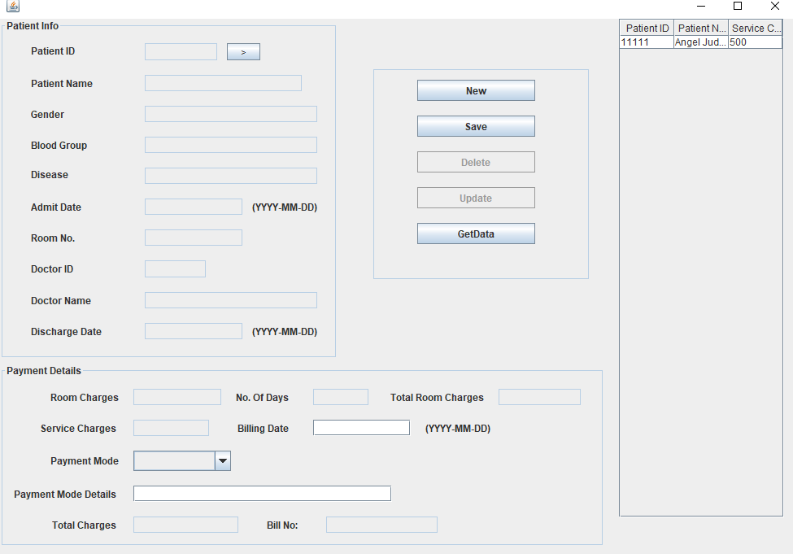 Patient Info
Patient ID >
Patient Name
Gender
Blood Group
Disease
Admit Date (YYYY-MM-DD)
Room No.
Doctor ID
Doctor Name
Discharge Date (YYYY-MM-DD)
New
Save
Delete
Update
GetData
Patient ID Patient N... Service C...
11111 Angel Jud... 500
Payment Details
Room Charges No. Of Days Total Room Charges
Service Charges Billing Date (YYYY-MM-DD)
Payment Mode
Payment Mode Details
Total Charges Bill No: